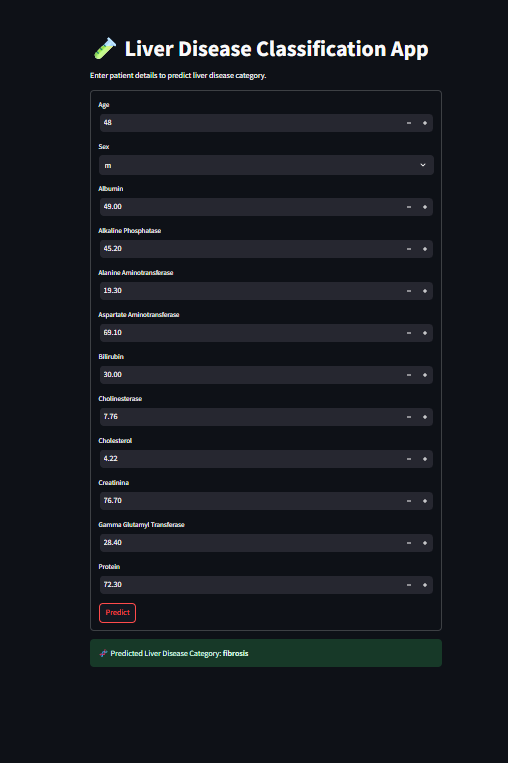 Liver Disease Classification App
Enter patient details to predict liver disease category.
Age
48
Sex
m
Albumin
49.00
Alkaline Phosphatase
45.20
Alanine Aminotransferase
19.30
Aspartate Aminotransferase
69.10
Bilirubin
30.00
Cholinesterase
7.76
Cholesterol
4.22
Creatinina
76.70
Gamma Glutamyl Transferase
28.40
Protein
72.30
Predict
Predicted Liver Disease Category: fibrosis